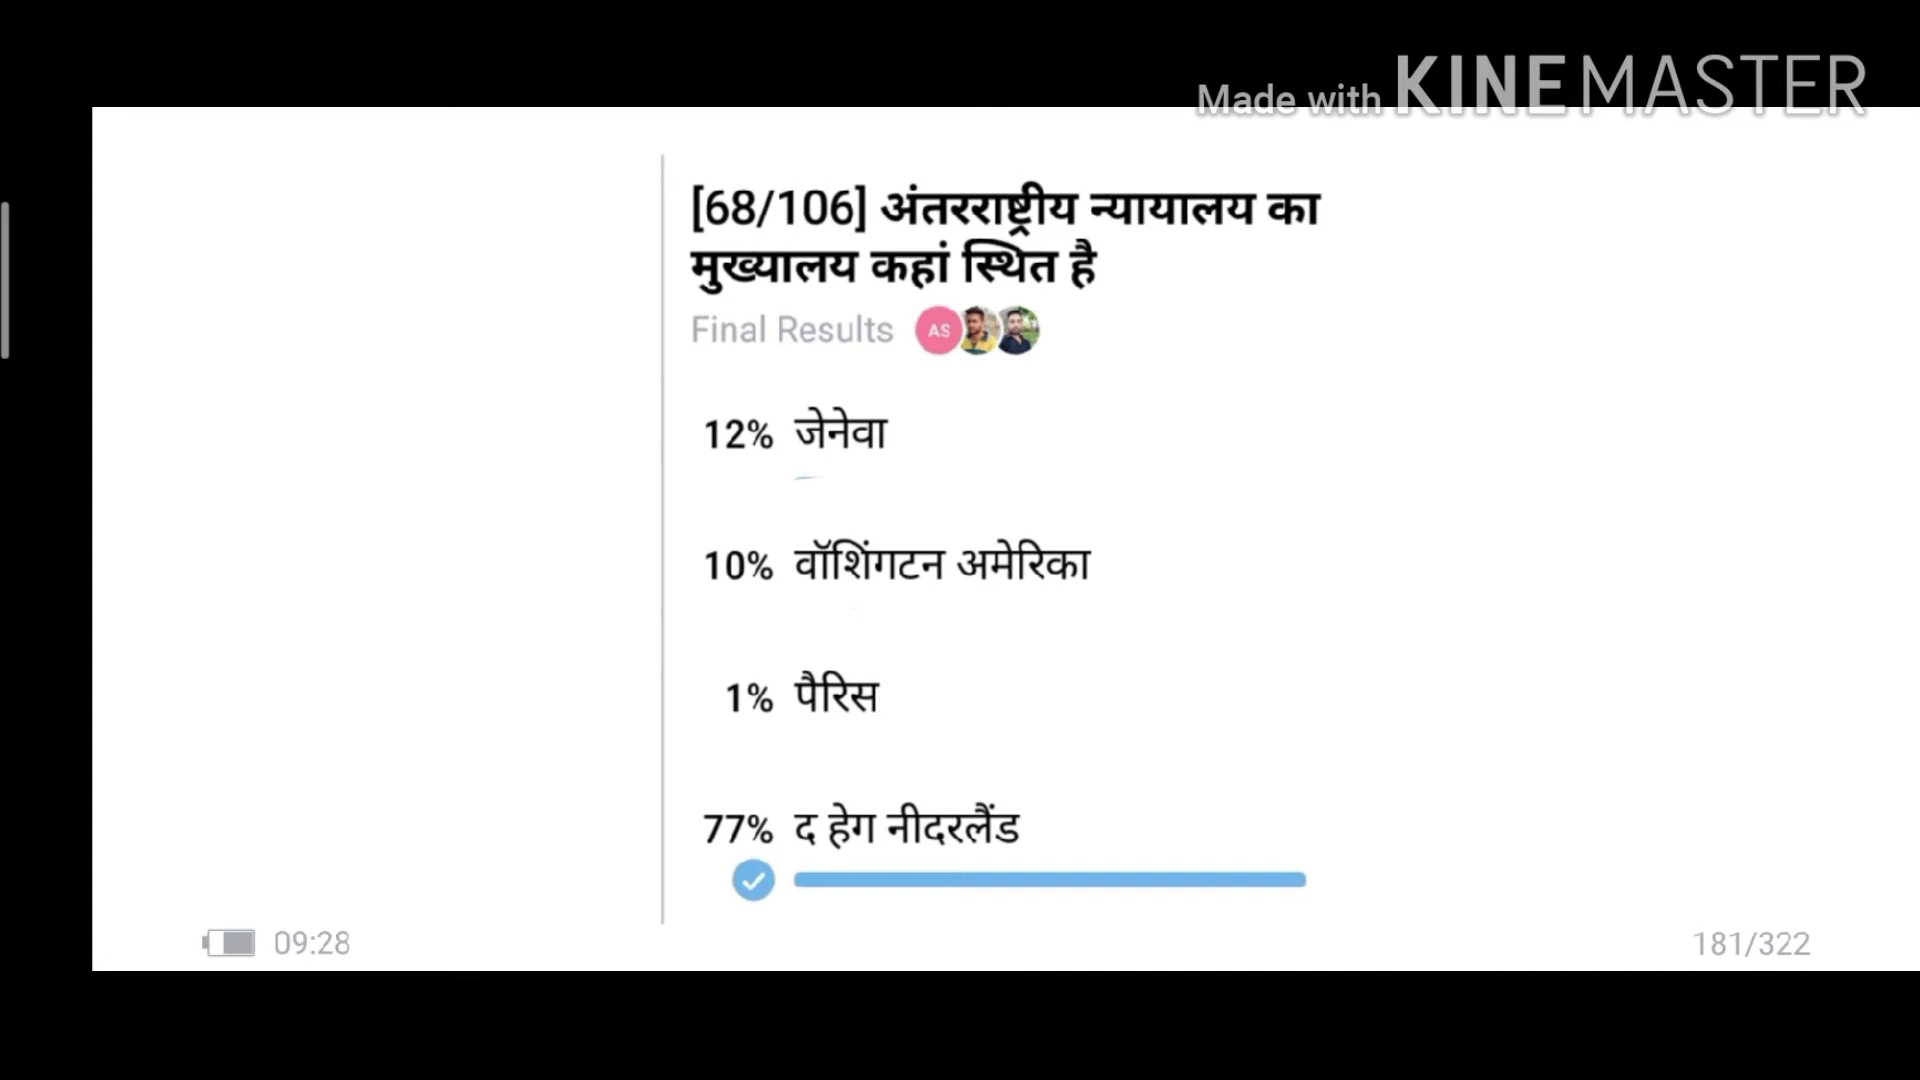 Made with KINEMASTER
[68/106] अंतरराष्ट्रीय न्यायालय का
मुख्यालय कहां स्थित है
Final Results AS
12% जेनेवा
10% वॉशिंगटन अमेरिका
1% पैरिस
77% द हेग नीदरलैंड
09:28
181/322